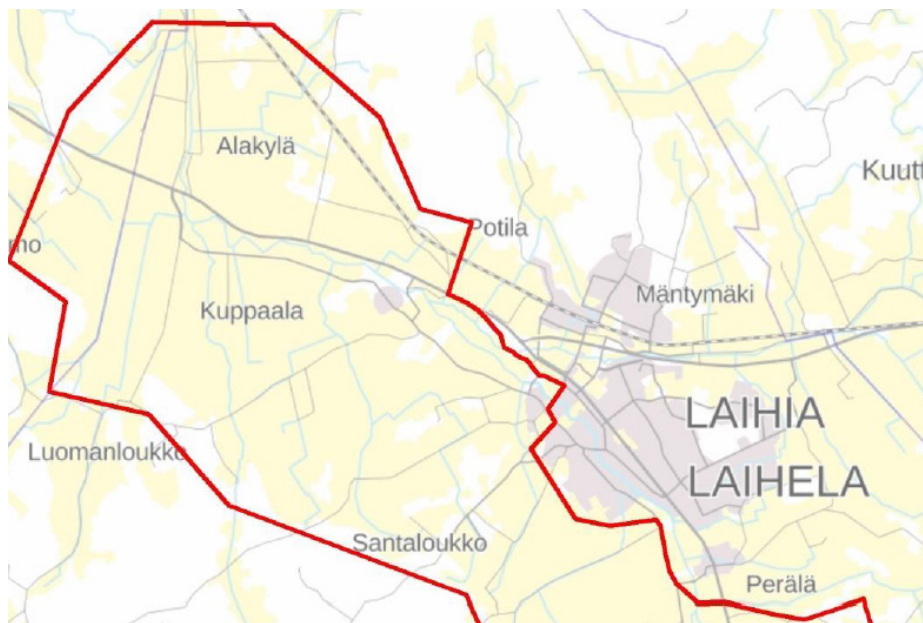 Alakylä
Kuutt
Potila
mo
Mäntymäki
Kuppaala
LAIHIA
Luomanloukko
LAIHELA
Santaloukko
Perälä